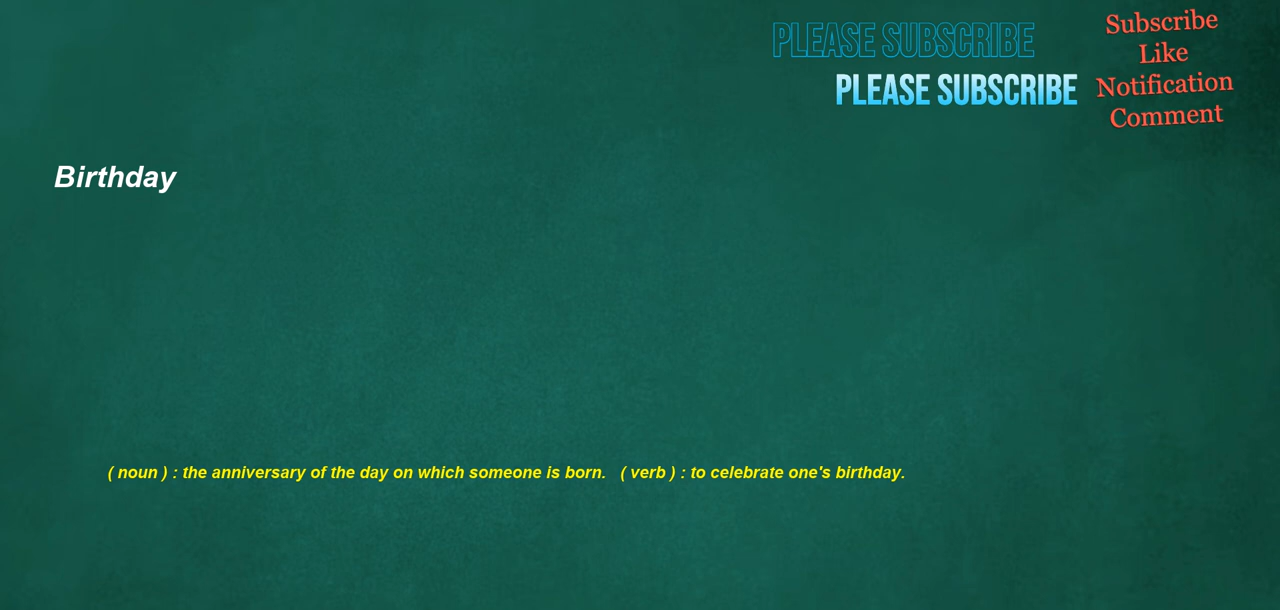 PLEASE SUBSCRIBE
PLEASE SUBSCRIBE
Subscribe
Like
Notification
Comment
Birthday
( noun ) : the anniversary of the day on which someone is born.   ( verb ) : to celebrate one's birthday.